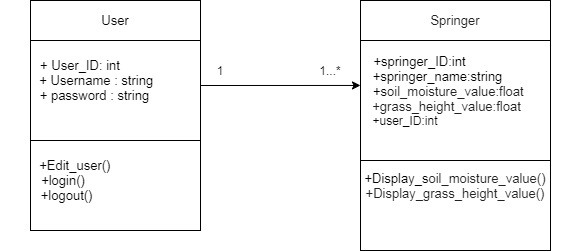 User
+ User_ID: int
+ Username : string
+ password : string
+Edit_user()
+login()
+logout()
1
1...*
Springer
+springer_ID:int
+springer_name:string
+soil_moisture_value:float
+grass_height_value:float
+user_ID:int
+Display_soil_moisture_value()
+Display_grass_height_value()